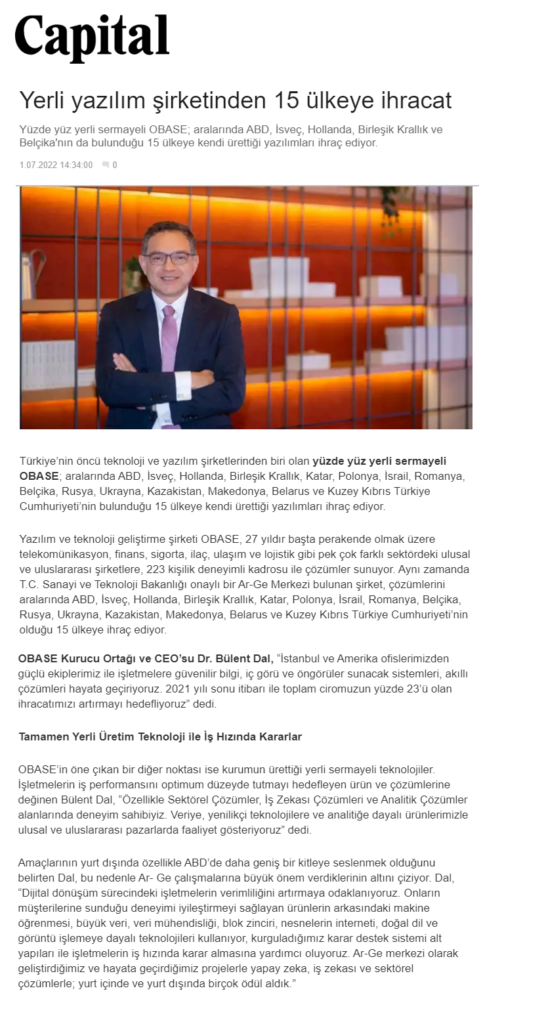 Capital
Yerli yazılım şirketinden 15 ülkeye ihracat
Yüzde yüz yerli sermayeli OBASE; aralarında ABD, İsveç, Hollanda, Birleşik Krallık ve
Belçika'nın da bulunduğu 15 ülkeye kendi ürettiği yazılımları ihraç ediyor.
1.07.2022 14:34:00 0
Türkiye'nin öncü teknoloji ve yazılım şirketlerinden biri olan yüzde yüz yerli sermayeli
OBASE; aralarında ABD, İsveç, Hollanda, Birleşik Krallık, Katar, Polonya, İsrail, Romanya,
Belçika, Rusya, Ukrayna, Kazakistan, Makedonya, Belarus ve Kuzey Kıbrıs Türkiye
Cumhuriyeti'nin bulunduğu 15 ülkeye kendi ürettiği yazılımları ihraç ediyor.
Yazılım ve teknoloji geliştirme şirketi OBASE, 27 yıldır başta perakende olmak üzere
telekomünikasyon, finans, sigorta, ilaç, ulaşım ve lojistik gibi pek çok farklı sektördeki ulusal
ve uluslararası şirketlere, 223 kişilik deneyimli kadrosu ile çözümler sunuyor. Aynı zamanda
T.C. Sanayi ve Teknoloji Bakanlığı onaylı bir Ar-Ge Merkezi bulunan şirket, çözümlerini
aralarında ABD, İsveç, Hollanda, Birleşik Krallık, Katar, Polonya, İsrail, Romanya, Belçika,
Rusya, Ukrayna, Kazakistan, Makedonya, Belarus ve Kuzey Kıbrıs Türkiye Cumhuriyeti'nin
olduğu 15 ülkeye ihraç ediyor.
OBASE Kurucu Ortağı ve CEO'su Dr. Bülent Dal, "İstanbul ve Amerika ofislerimizden
güçlü ekiplerimiz ile işletmelere güvenilir bilgi, iç görü ve öngörüler sunacak sistemleri, akıllı
çözümleri hayata geçiriyoruz. 2021 yılı sonu itibarı ile toplam ciromuzun yüzde 23'ü olan
ihracatımızı artırmayı hedefliyoruz" dedi.
Tamamen Yerli Üretim Teknoloji ile İş Hızında Kararlar
OBASE'in öne çıkan bir diğer noktası ise kurumun ürettiği yerli sermayeli teknolojiler.
İşletmelerin iş performansını optimum düzeyde tutmayı hedefleyen ürün ve çözümlerine
değinen Bülent Dal, "Özellikle Sektörel Çözümler, İş Zekası Çözümleri ve Analitik Çözümler
alanlarında deneyim sahibiyiz. Veriye, yenilikçi teknolojilere ve analitiğe dayalı ürünlerimizle
ulusal ve uluslararası pazarlarda faaliyet gösteriyoruz" dedi.
Amaçlarının yurt dışında özellikle ABD'de daha geniş bir kitleye seslenmek olduğunu
belirten Dal, bu nedenle Ar- Ge çalışmalarına büyük önem verdiklerinin altını çiziyor. Dal,
"Dijital dönüşüm sürecindeki işletmelerin verimliliğini artırmaya odaklanıyoruz. Onların
müşterilerine sunduğu deneyimi iyileştirmeyi sağlayan ürünlerin arkasındaki makine
öğrenmesi, büyük veri, veri mühendisliği, blok zinciri, nesnelerin interneti, doğal dil ve
görüntü işlemeye dayalı teknolojileri kullanıyor, kurguladığımız karar destek sistemi alt
yapıları ile işletmelerin iş hızında karar almasına yardımcı oluyoruz. Ar-Ge merkezi olarak
geliştirdiğimiz ve hayata geçirdiğimiz projelerle yapay zeka, iş zekası ve sektörel
çözümlerle; yurt içinde ve yurt dışında birçok ödül aldık."